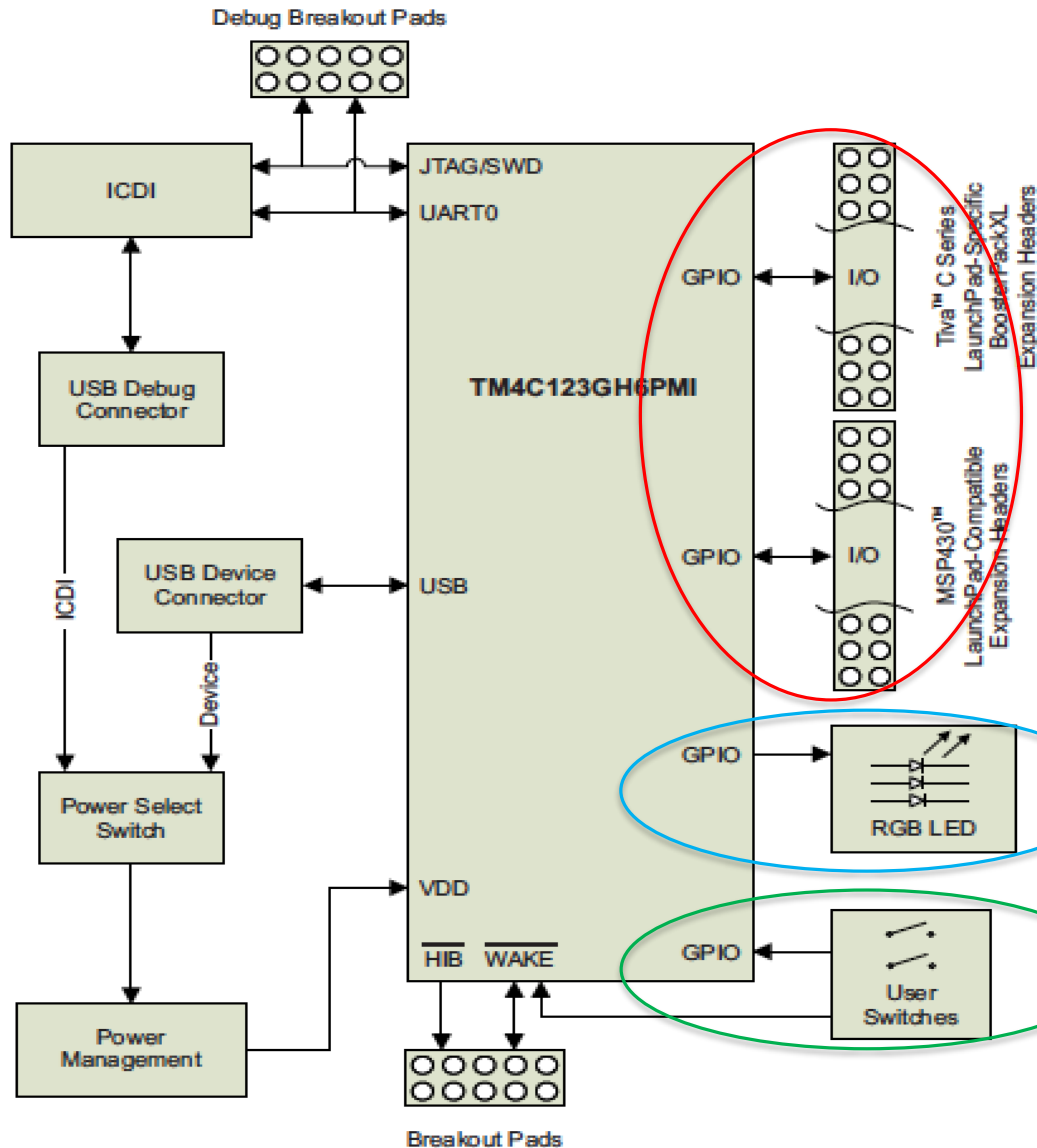 Debug Breakout Pads
ICDI
JTAG/SWD
UART0
GPIO
I/O
Tiva™ C Series
LaunchPad-Specific
BoosterPackXL
Expansion Headers
USB Debug
Connector
TM4C123GH6PMI
GPIO
I/O
MSP430™
LaunchPad-Compatible
Expansion Headers
ICDI
USB Device
Connector
USB
Device
GPIO
RGB LED
Power Select
Switch
VDD
HIB WAKE
GPIO
User
Switches
Power
Management
Breakout Pads